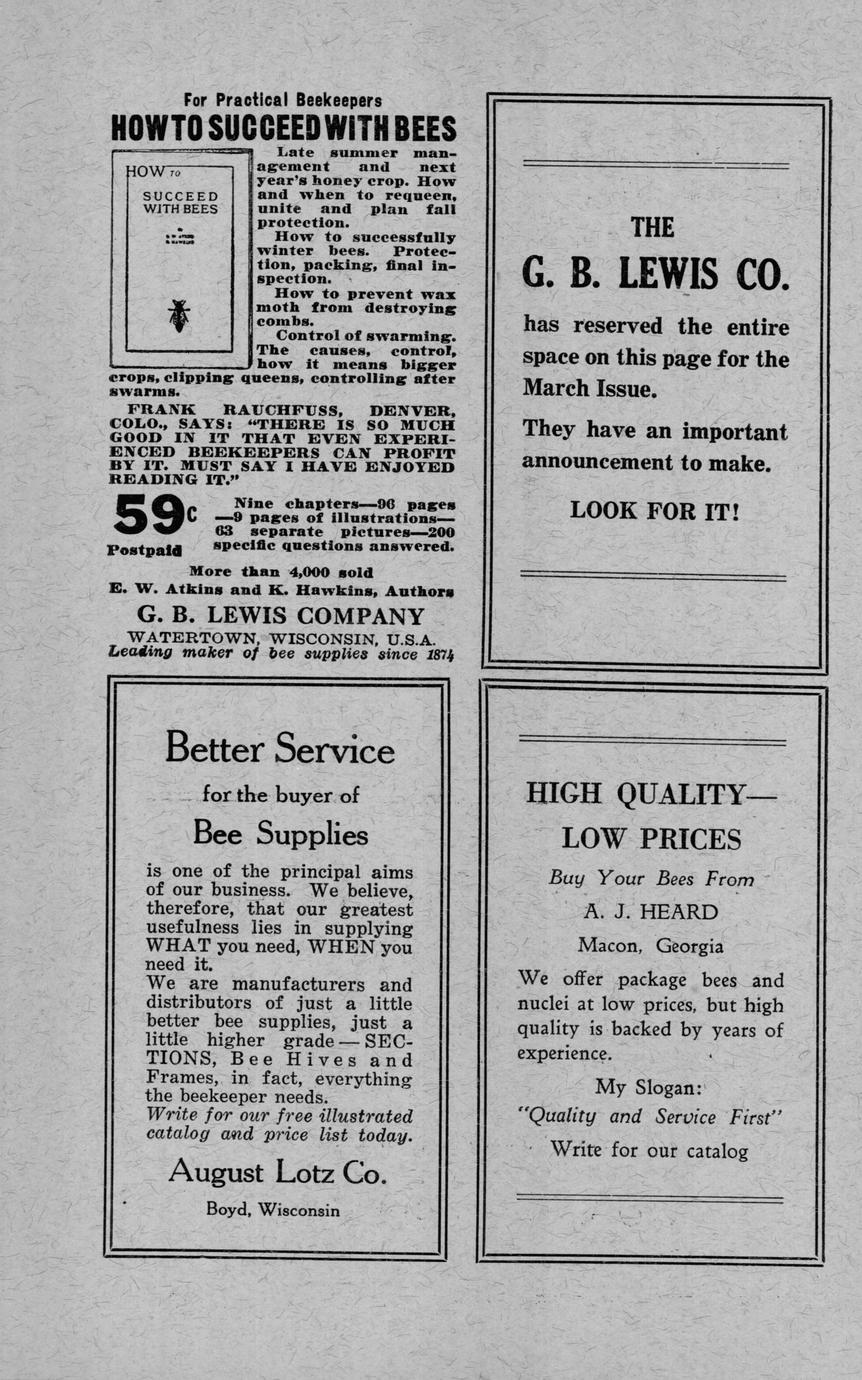 For Practical Beekeepers
HOW TO SUCCEED WITH BEES
HOW TO
SUCCEED
WITH BEES
Late summer man-
agement and next
year's honey crop. How
and when to requeen,
unite and plan fall
protection.
How to successfully
winter bees. Protec-
tion, packing, final in-
spection.
How to prevent wax
moth from destroying
combs.
Control of swarming.
The causes, control,
how it means bigger
crops, clipping queens, controlling after
swarms.
FRANK RAUCHFUSS, DENVER,
COLO., SAYS: "THERE IS SO MUCH
GOOD IN IT THAT EVEN EXPERI-
ENCED BEEKEEPERS CAN PROFIT
BY IT. MUST SAY I HAVE ENJOYED
READING IT."
59c
Postpaid
Nine chapters—96 pages
—9 pages of illustrations—
63 separate pictures—200
specific questions answered.
More than 4,000 sold
E. W. Atkins and K. Hawkins, Authors
G. B. LEWIS COMPANY
WATERTOWN, WISCONSIN, U.S.A.
Leading maker of bee supplies since 1874
THE
G. B. LEWIS CO.
has reserved the entire
space on this page for the
March Issue.
They have an important
announcement to make.
LOOK FOR IT!
Better Service
for the buyer of
Bee Supplies
is one of the principal aims
of our business. We believe,
therefore, that our greatest
usefulness lies in supplying
WHAT you need, WHEN you
need it.
We are manufacturers and
distributors of just a little
better bee supplies, just a
little higher grade — SEC-
TIONS, Bee Hives and
Frames, in fact, everything
the beekeeper needs.
Write for our free illustrated
catalog and price list today.
August Lotz Co.
Boyd, Wisconsin
HIGH QUALITY—
LOW PRICES
Buy Your Bees From
A. J. HEARD
Macon, Georgia
We offer package bees and
nuclei at low prices, but high
quality is backed by years of
experience.
My Slogan:
"Quality and Service First"
Write for our catalog